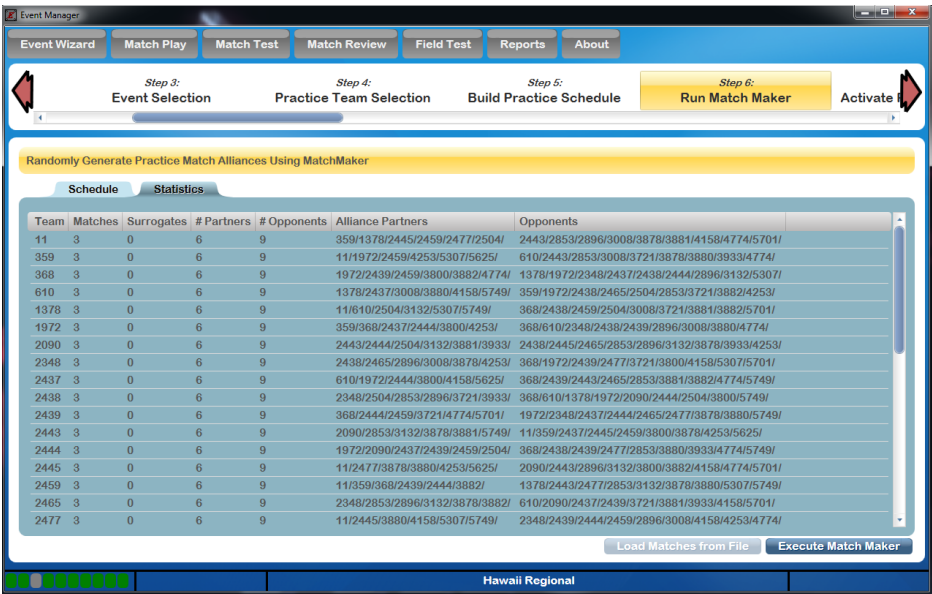 Event Manager
Event Wizard Match Play Match Test Match Review Field Test Reports About
Step 3: Step 4: Step 5: Step 6:
Event Selection Practice Team Selection Build Practice Schedule Run Match Maker Activate
Randomly Generate Practice Match Alliances Using MatchMaker
Schedule Statistics
Team Matches Surrogates # Partners # Opponents Alliance Partners Opponents
11 3 0 6 9 359/1378/2445/2459/2477/2504/ 2443/2853/2896/3008/3878/3881/4158/4774/5701/
359 3 0 6 9 11/1972/2459/4253/5307/5625/ 610/2443/2853/3008/3721/3878/3880/3933/4774/
368 3 0 6 9 1972/2439/2459/3800/3882/4774/ 1378/1972/2348/2437/2438/2444/2896/3132/5307/
610 3 0 6 9 1378/2437/3008/3880/4158/5749/ 359/1972/2438/2465/2504/2853/3721/3882/4253/
1378 3 0 6 9 11/610/2504/3132/5307/5749/ 368/2438/2459/2504/3008/3721/3881/3882/5701/
1972 3 0 6 9 359/368/2437/2444/3800/4253/ 368/610/2348/2438/2439/2896/3008/3880/4774/
2090 3 0 6 9 2443/2444/2504/3132/3881/3933/ 2438/2445/2465/2853/2896/3132/3878/3933/4253/
2348 3 0 6 9 2438/2465/2896/3008/3878/4253/ 368/1972/2439/2477/3721/3800/4158/5307/5701/
2437 3 0 6 9 610/1972/2444/3800/4158/5625/ 368/2439/2443/2465/2853/3881/3882/4774/5749/
2438 3 0 6 9 2348/2504/2853/2896/3721/3933/ 368/610/1378/1972/2090/2444/2504/3800/5749/
2439 3 0 6 9 368/2444/2459/3721/4774/5701/ 1972/2348/2437/2444/2465/2477/3878/3880/5749/
2443 3 0 6 9 2090/2853/3132/3878/3881/5749/ 11/359/2437/2445/2459/3800/3878/4253/5625/
2444 3 0 6 9 1972/2090/2437/2439/2459/2504/ 368/2438/2439/2477/2853/3880/3933/4774/5749/
2445 3 0 6 9 11/2477/3878/3880/4253/5625/ 2090/2443/2896/3132/3800/3882/4158/4774/5701/
2459 3 0 6 9 11/359/368/2439/2444/3882/ 1378/2443/2477/2853/3878/3880/5307/5749/
2465 3 0 6 9 2348/2853/2896/3132/3878/3882/ 610/2090/2437/2439/3721/3881/3933/4158/5701/
2477 3 0 6 9 11/2445/3880/4158/5307/5749/ 2348/2439/2444/2459/2896/3008/4158/4253/4774/
Load Matches from File Execute Match Maker
Hawaii Regional